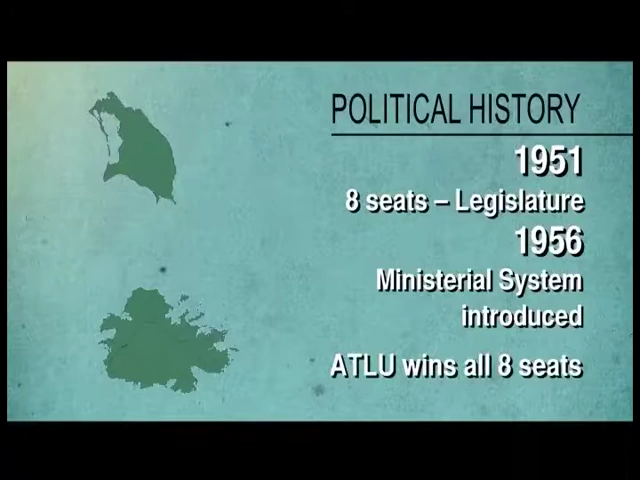 POLITICAL HISTORY
1951
8 seats – Legislature
1956
Ministerial System
introduced
ATLU wins all 8 seats